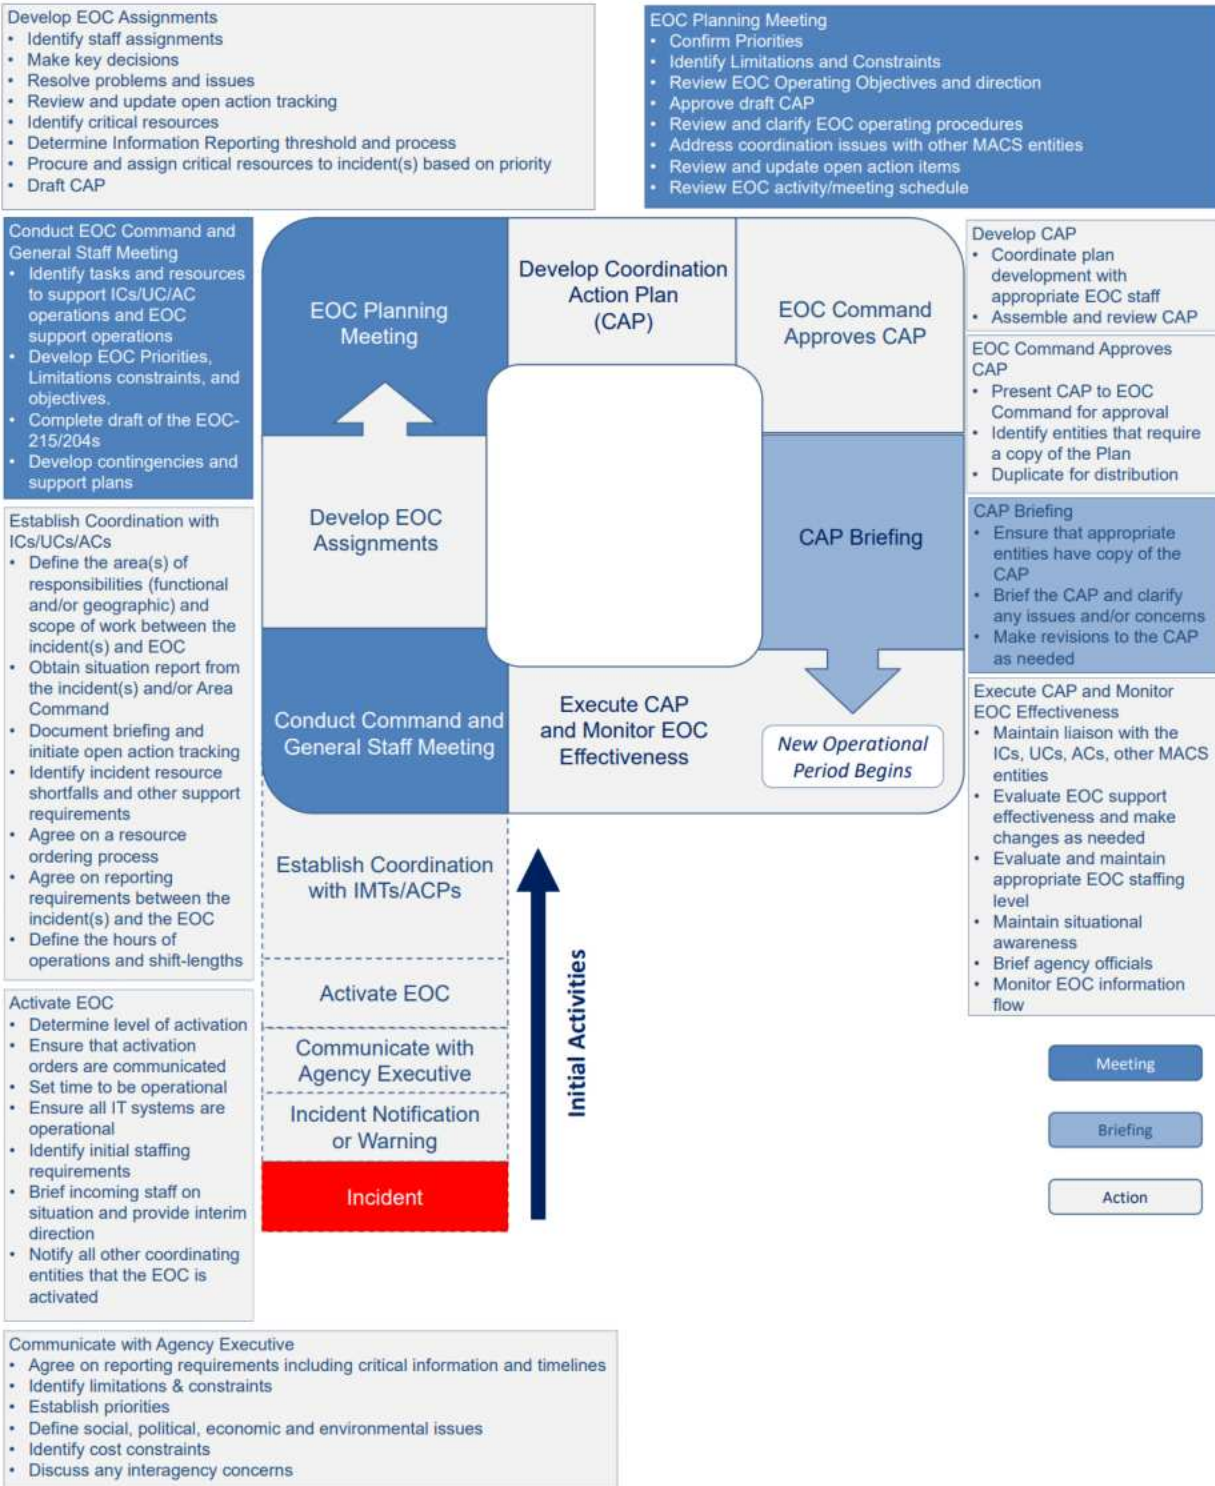 Develop EOC Assignments
• Identify staff assignments
• Make key decisions
• Resolve problems and issues
• Review and update open action tracking
• Identify critical resources
• Determine Information Reporting threshold and process
• Procure and assign critical resources to incident(s) based on priority
• Draft CAP
EOC Planning Meeting
• Confirm Priorities
• Identify Limitations and Constraints
• Review EOC Operating Objectives and direction
• Approve draft CAP
• Review and clarify EOC operating procedures
• Address coordination issues with other MACS entities
• Review and update open action items
• Review EOC activity/meeting schedule
Conduct EOC Command and
General Staff Meeting
• Identify tasks and resources
to support ICs/UC/AC
operations and EOC
support operations
• Develop EOC Priorities,
Limitations constraints, and
objectives.
• Complete draft of the EOC-
215/204s
• Develop contingencies and
support plans
Establish Coordination with
ICs/UCs/ACs
• Define the area(s) of
responsibilities (functional
and/or geographic) and
scope of work between the
incident(s) and EOC
• Obtain situation report from
the incident(s) and/or Area
Command
• Document briefing and
initiate open action tracking
• Identify incident resource
shortfalls and other support
requirements
• Agree on a resource
ordering process
• Agree on reporting
requirements between the
incident(s) and the EOC
• Define the hours of
operations and shift-lengths
Activate EOC
• Determine level of activation
• Ensure that activation
orders are communicated
• Set time to be operational
• Ensure all IT systems are
operational
• Identify initial staffing
requirements
• Brief incoming staff on
situation and provide interim
direction
• Notify all other coordinating
entities that the EOC is
activated
Communicate with Agency Executive
• Agree on reporting requirements including critical information and timelines
• Identify limitations & constraints
• Establish priorities
• Define social, political, economic and environmental issues
• Identify cost constraints
• Discuss any interagency concerns
EOC Planning
Meeting
Develop Coordination
Action Plan
(CAP)
EOC Command
Approves CAP
Develop EOC
Assignments
CAP Briefing
Conduct Command and
General Staff Meeting
Execute CAP
and Monitor EOC
Effectiveness
New Operational
Period Begins
Establish Coordination
with IMTs/ACPs
Activate EOC
Communicate with
Agency Executive
Incident Notification
or Warning
Incident
Initial Activities
Develop CAP
• Coordinate plan
development with
appropriate EOC staff
• Assemble and review CAP
EOC Command Approves
CAP
• Present CAP to EOC
Command for approval
• Identify entities that require
a copy of the Plan
• Duplicate for distribution
CAP Briefing
• Ensure that appropriate
entities have copy of the
CAP
• Brief the CAP and clarify
any issues and/or concerns
• Make revisions to the CAP
as needed
Execute CAP and Monitor
EOC Effectiveness
• Maintain liaison with the
ICs, UCs, ACs, other MACS
entities
• Evaluate EOC support
effectiveness and make
changes as needed
• Evaluate and maintain
appropriate EOC staffing
level
• Maintain situational
awareness
• Brief agency officials
• Monitor EOC information
flow
Meeting
Briefing
Action